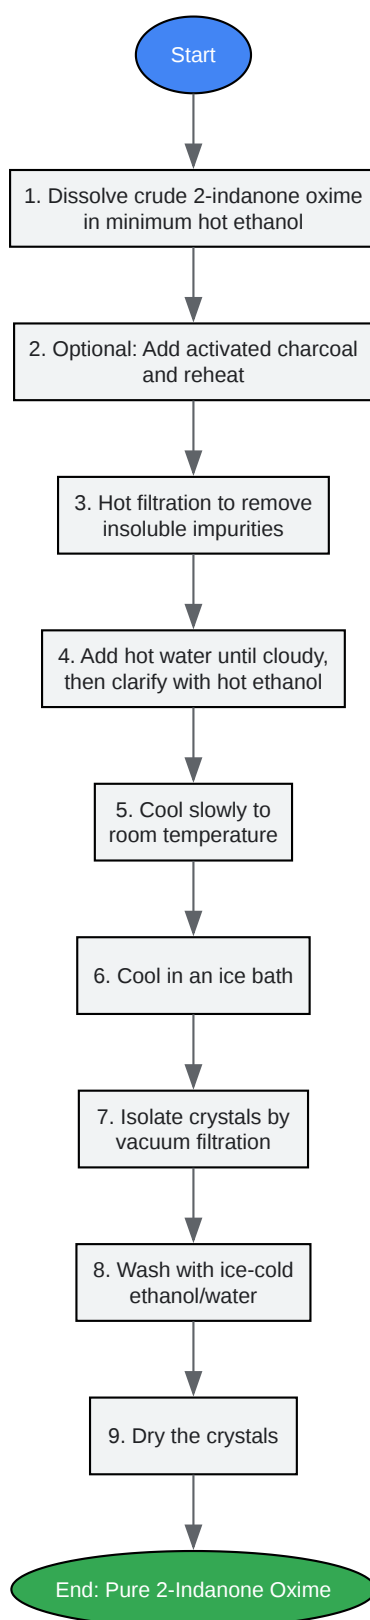 Start
1. Dissolve crude 2-indanone oxime
in minimum hot ethanol
2. Optional: Add activated charcoal
and reheat
3. Hot filtration to remove
insoluble impurities
4. Add hot water until cloudy,
then clarify with hot ethanol
5. Cool slowly to
room temperature
6. Cool in an ice bath
7. Isolate crystals by
vacuum filtration
8. Wash with ice-cold
ethanol/water
9. Dry the crystals
End: Pure 2-Indanone Oxime